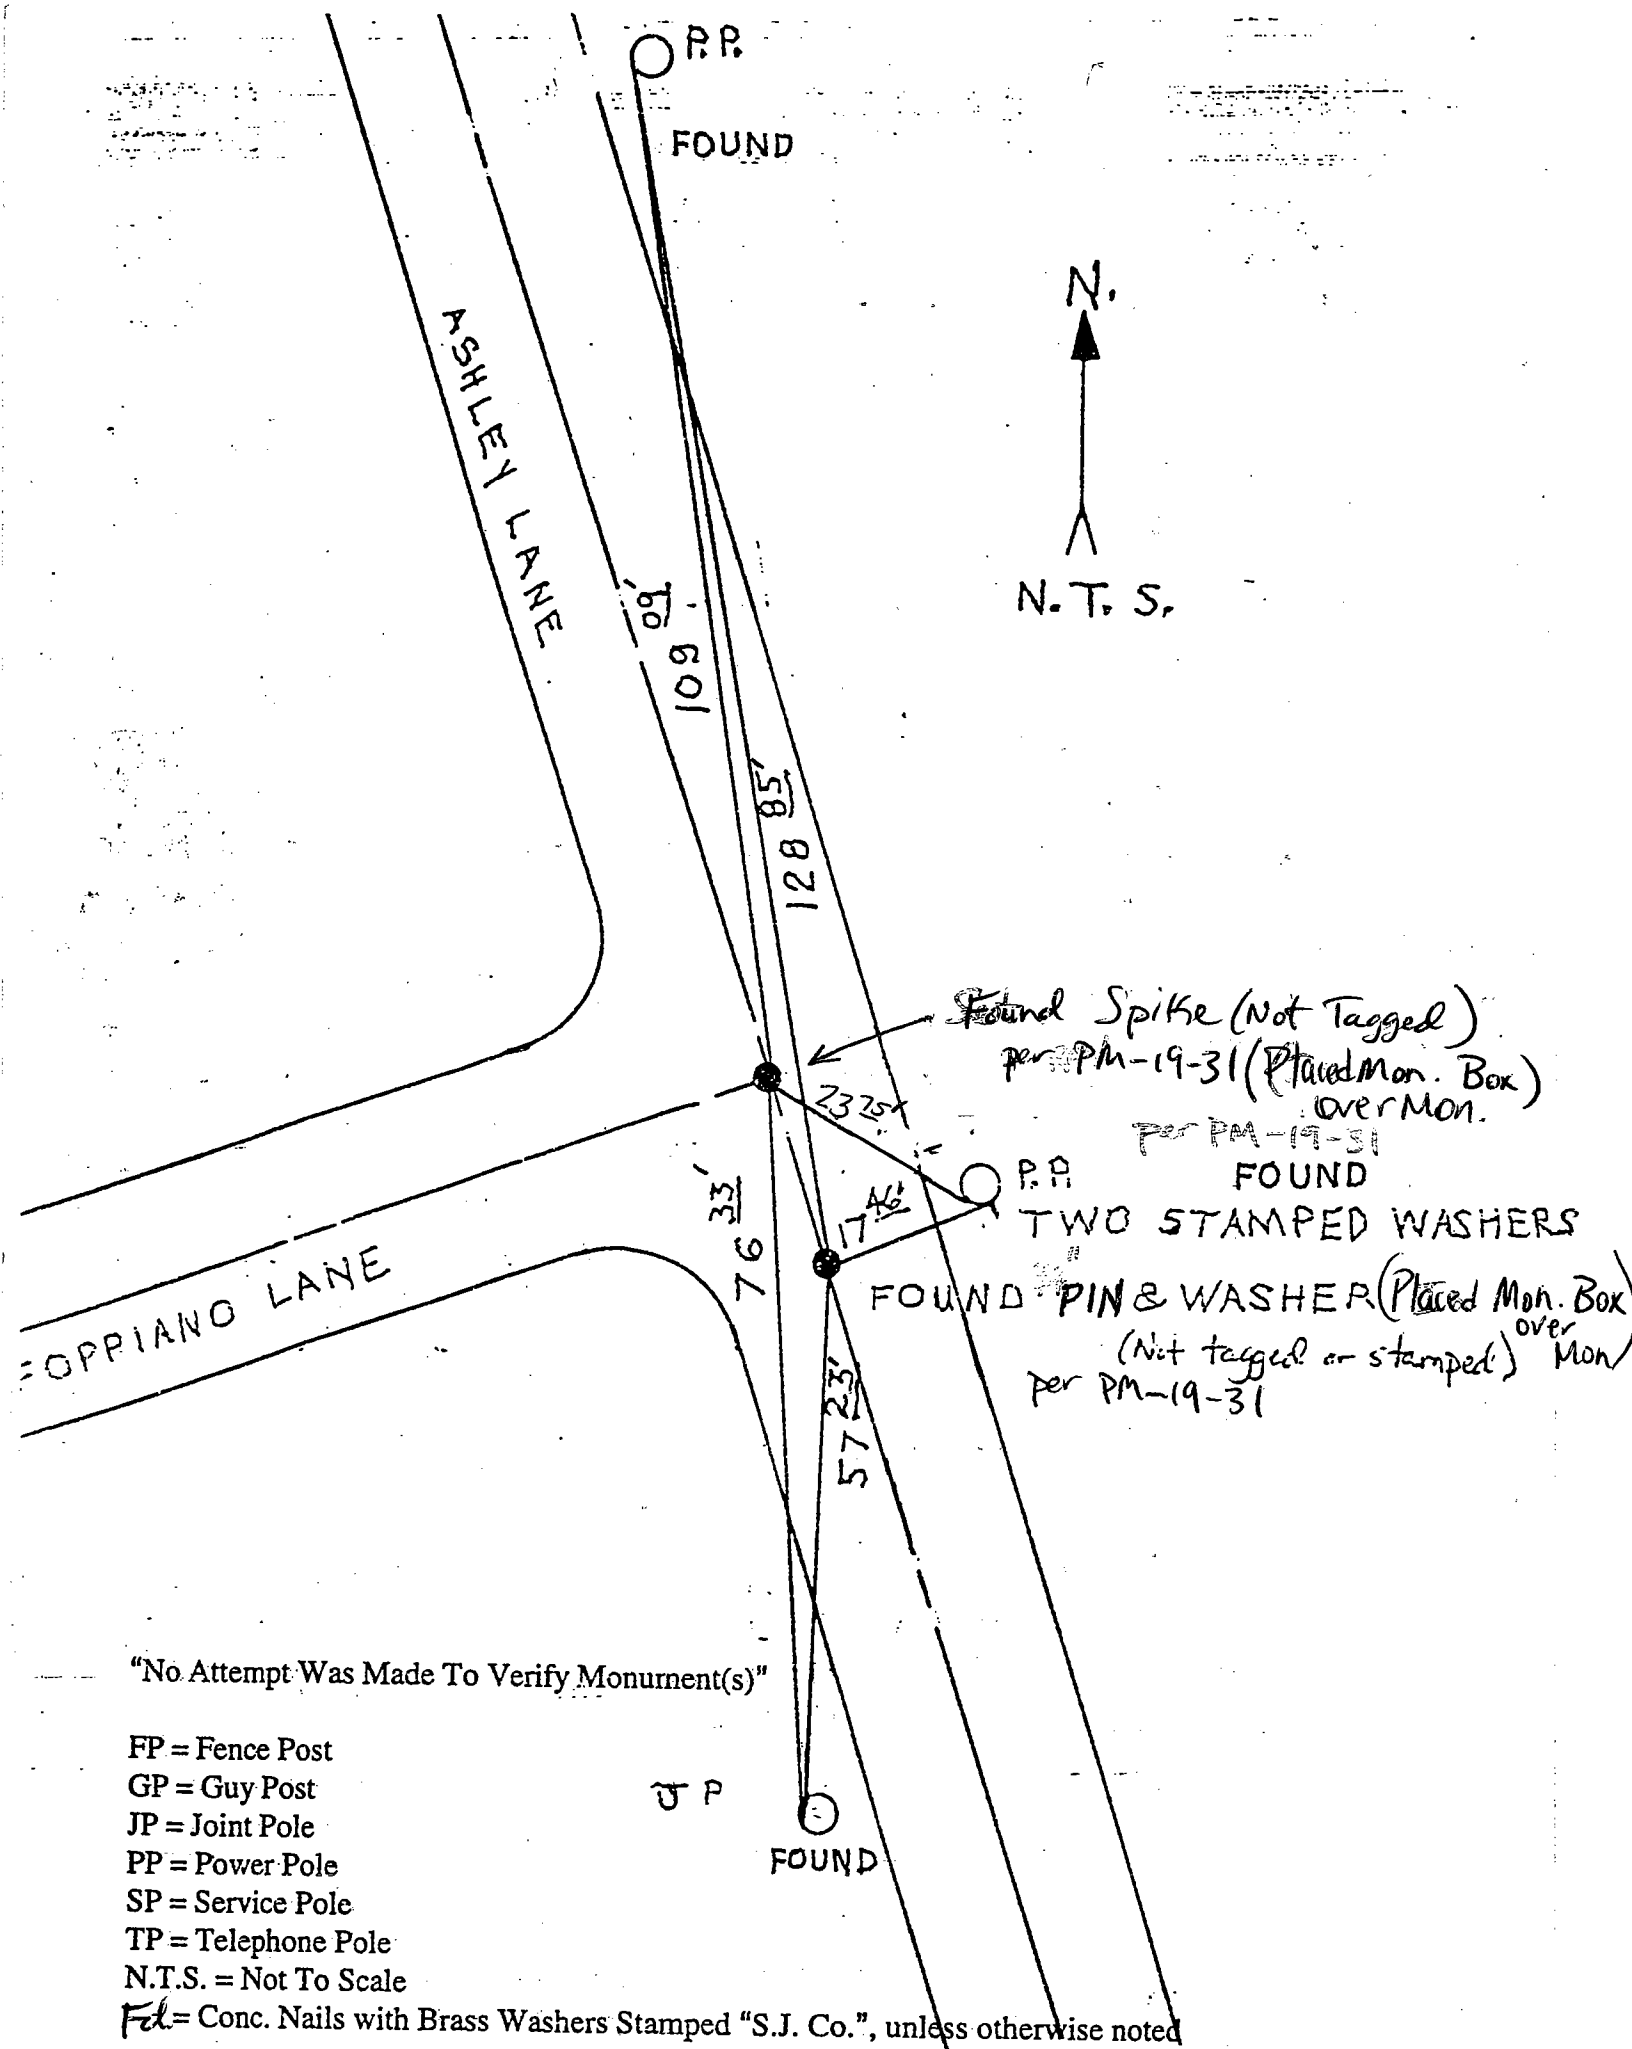 P.P.
FOUND
N.
N.T.S.
ASHLEY LANE
109 09'
128 85'
Found Spike (Not Tagged)
per PM-19-31 (Placed Mon. Box)
over Mon.
per PM-19-31
23 75'
P.P.
FOUND
TWO STAMPED WASHERS
17 46'
76 33'
FOUND PIN & WASHER (Placed Mon. Box
over
(Not tagged or stamped) Mon)
per PM-19-31
OPPIANO LANE
57 23'
"No Attempt Was Made To Verify Monument(s)"
FP = Fence Post
GP = Guy Post
JP = Joint Pole
PP = Power Pole
SP = Service Pole
TP = Telephone Pole
N.T.S. = Not To Scale
Fd = Conc. Nails with Brass Washers Stamped "S.J. Co.", unless otherwise noted
JP
FOUND